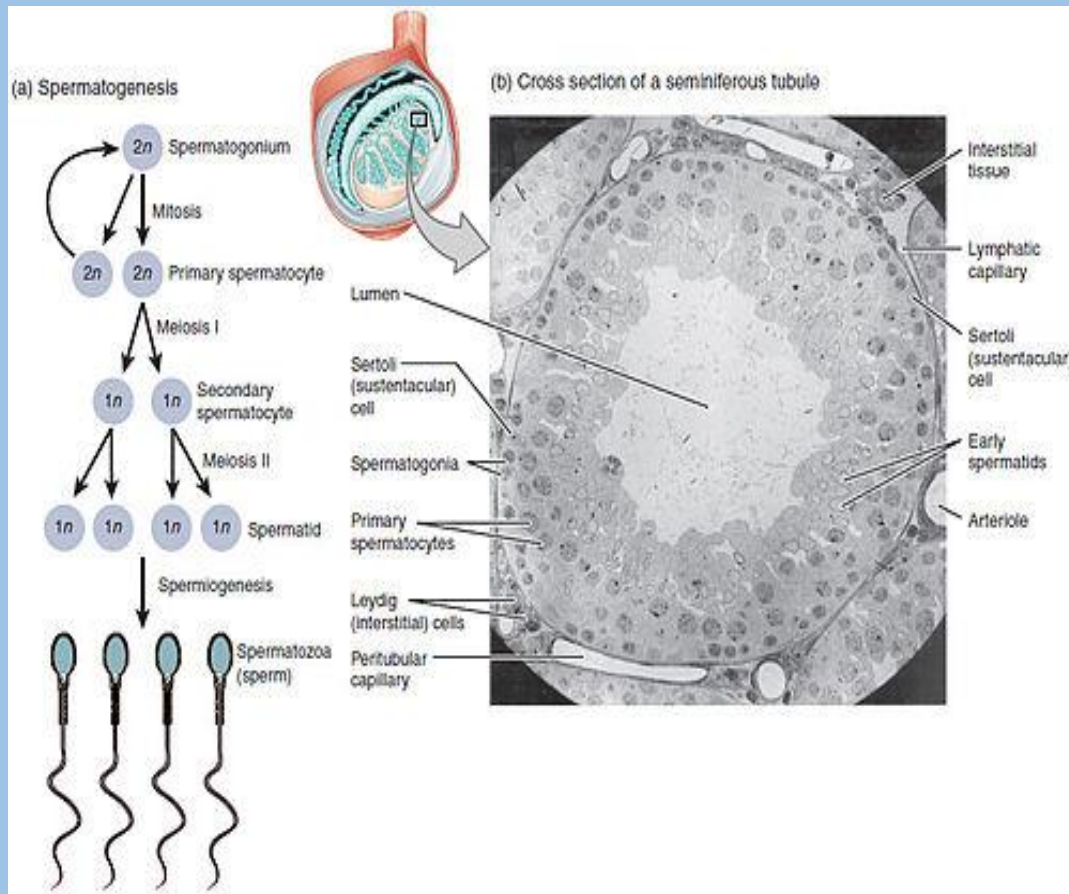 (a) Spermatogenesis
2n Spermatogonium
Mitosis
2n 2n Primary spermatocyte
Meiosis I
1n 1n Secondary
spermatocyte
Meiosis II
1n 1n 1n 1n Spermatid
Spermiogenesis
Spermatozoa
(sperm)
(b) Cross section of a seminiferous tubule
Lumen
Sertoli
(sustentacular)
cell
Spermatogonia
Primary
spermatocytes
Leydig
(interstitial) cells
Peritubular
capillary
Interstitial
tissue
Lymphatic
capillary
Sertoli
(sustentacular)
cell
Early
spermatids
Arteriole